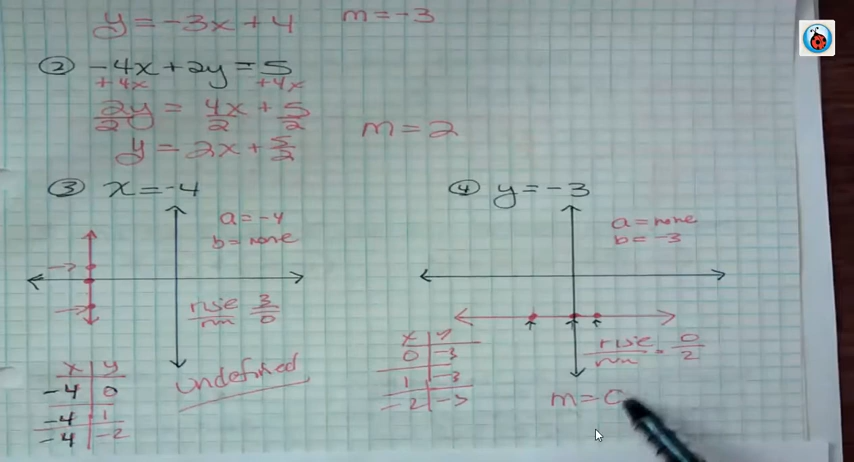 y = -3x + 4 m = -3
② -4x + 2y = 5
+4x +4x
2y/2 = 4x/2 + 5/2
m = 2
y = 2x + 5/2
③ x = -4
a = -4
b = none
rise/run 3/0
undefined
x | y
-4 | 0
-4 | 1
-4 | -2
④ y = -3
a = none
b = -3
rise/run = 0/2
x | y
0 | -3
1 | -3
-2 | -3
m =